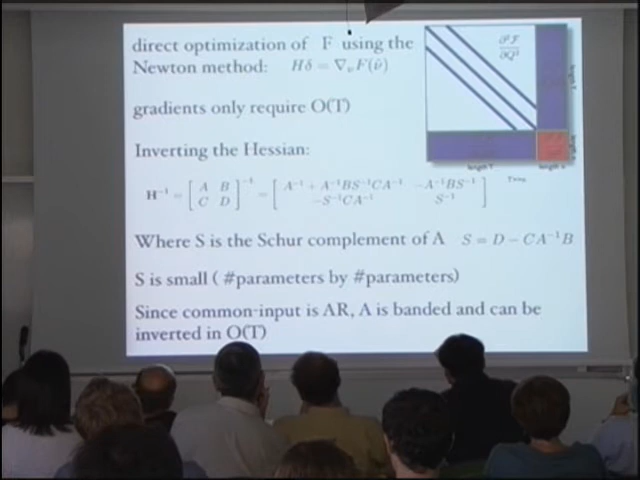 direct optimization of F using the
Newton method: Hδ = ∇ᵥF(ν̂)
gradients only require O(T)
∂²F
∂Q²
Inverting the Hessian:
H⁻¹ = [ A B ; C D ]⁻¹ = [ A⁻¹ + A⁻¹BS⁻¹CA⁻¹ −A⁻¹BS⁻¹ ; −S⁻¹CA⁻¹ S⁻¹ ]
Where S is the Schur complement of A S = D − CA⁻¹B
S is small ( #parameters by #parameters)
Since common-input is AR, A is banded and can be
inverted in O(T)